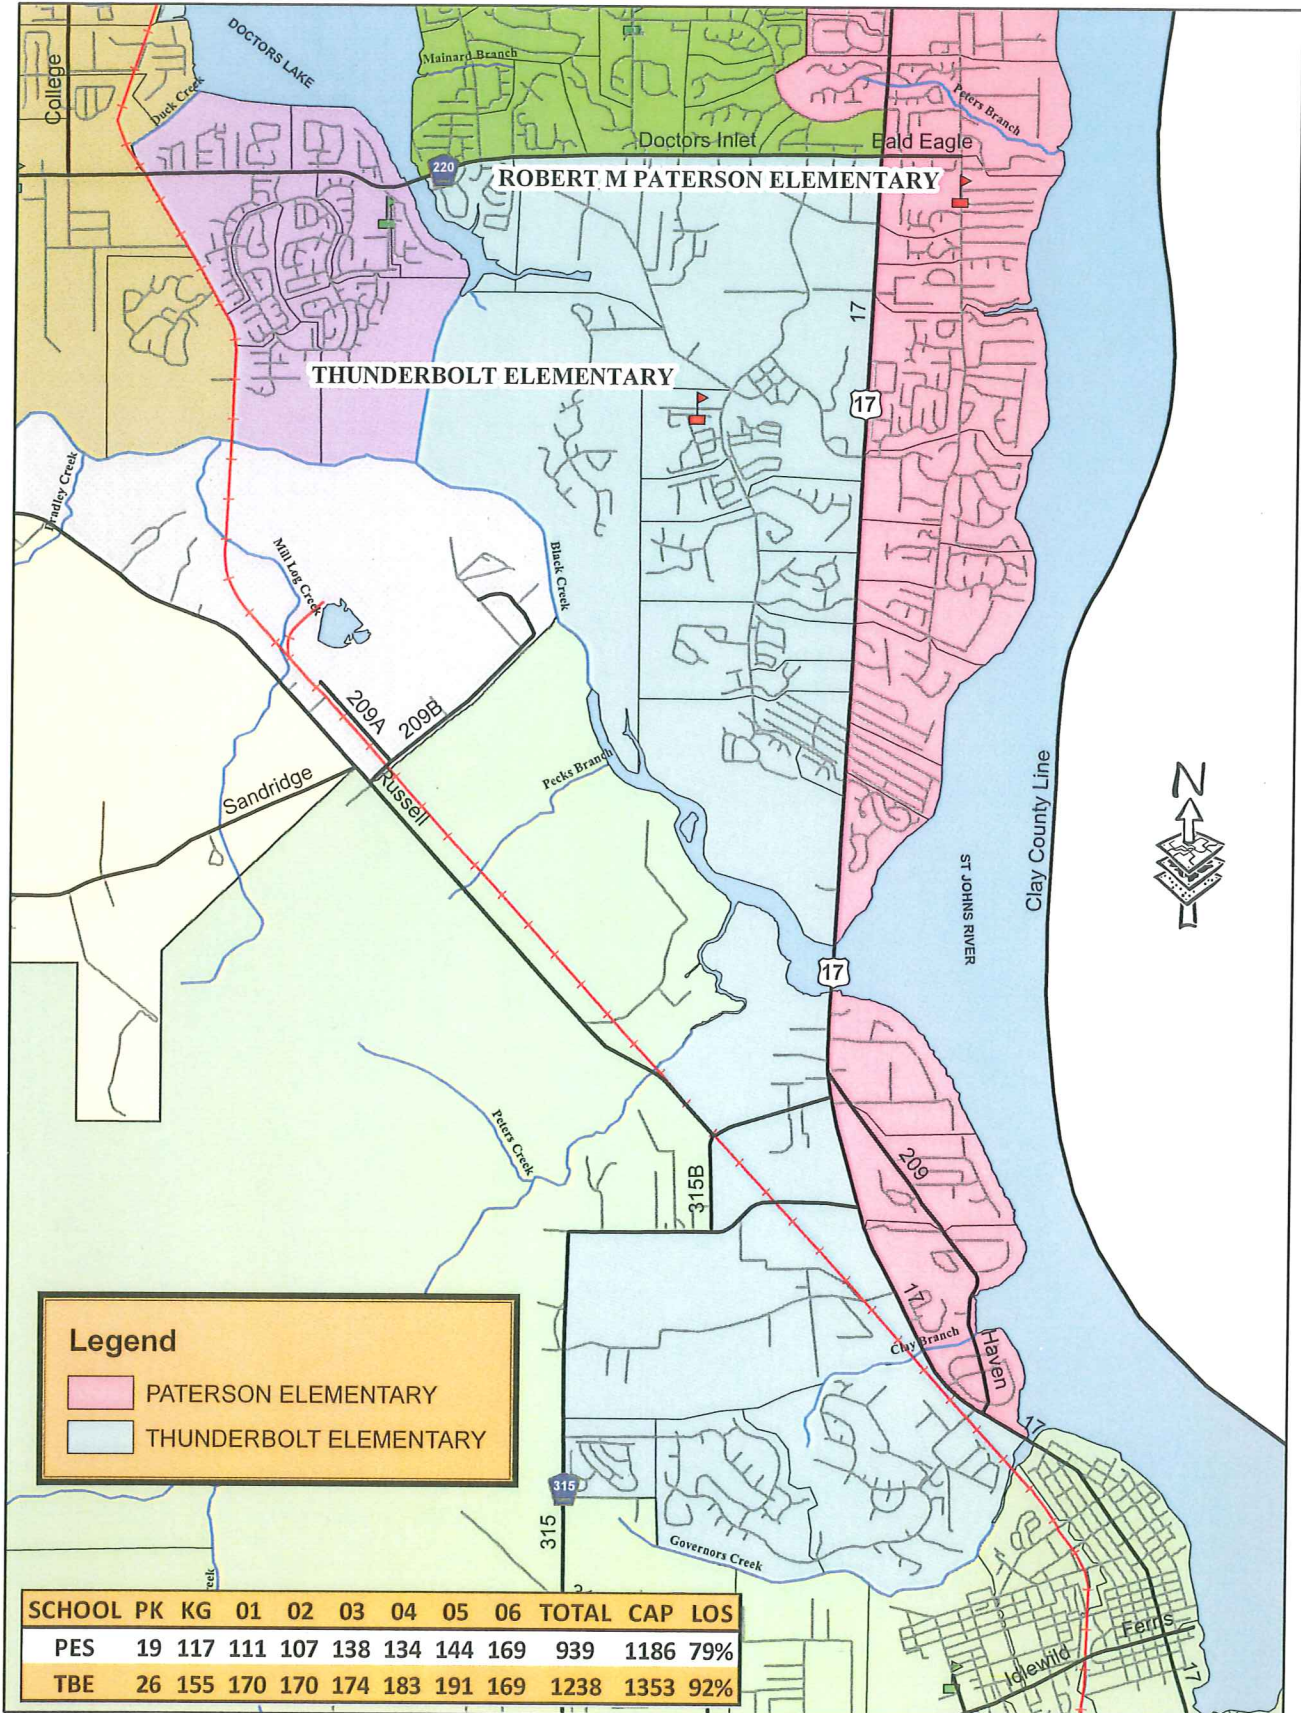 DOCTORS LAKE
College
Duck Creek
Mainard Branch
Peters Branch
Doctors Inlet
Bald Eagle
220
ROBERT M PATERSON ELEMENTARY
17
THUNDERBOLT ELEMENTARY
17
Bradley Creek
Mill Log Creek
Black Creek
209A
209B
Sandridge
Russell
Pecks Branch
Clay County Line
N
ST JOHNS RIVER
17
Peters Creek
209
315B
17
Clay Branch
Haven
17
Legend
PATERSON ELEMENTARY
THUNDERBOLT ELEMENTARY
315
315
Governors Creek
reek
Ferris
Idlewild
17
SCHOOL PK KG 01 02 03 04 05 06 TOTAL CAP LOS
PES 19 117 111 107 138 134 144 169 939 1186 79%
TBE 26 155 170 170 174 183 191 169 1238 1353 92%